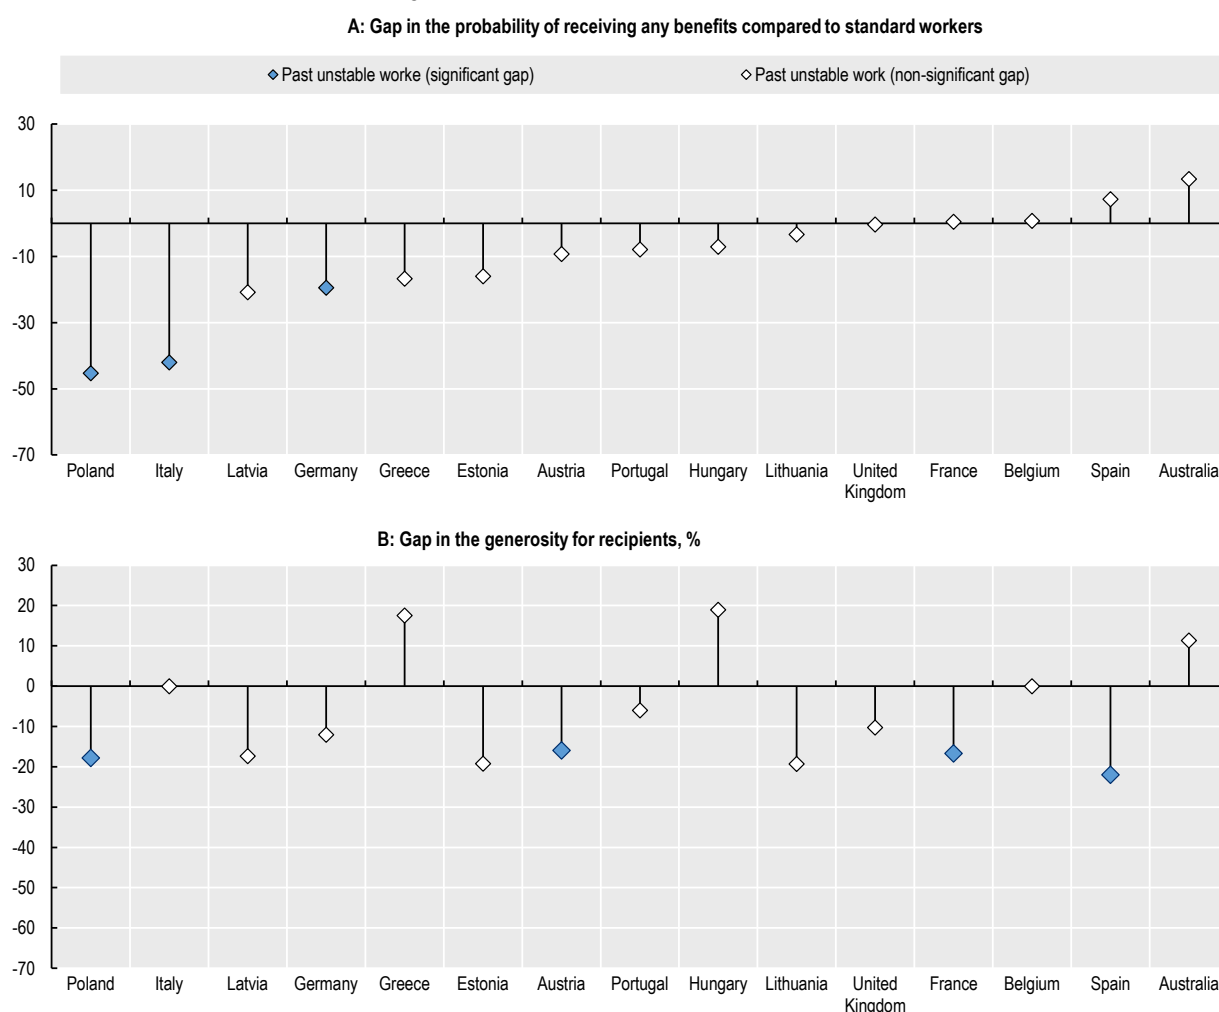 A: Gap in the probability of receiving any benefits compared to standard workers
Past unstable worke (significant gap)
Past unstable work (non-significant gap)
30
10
-10
-30
-50
-70
Poland
Italy
Latvia
Germany
Greece
Estonia
Austria
Portugal
Hungary
Lithuania
United
Kingdom
France
Belgium
Spain
Australia
B: Gap in the generosity for recipients, %
30
20
10
0
-10
-20
-30
-40
-50
-60
-70
Poland
Italy
Latvia
Germany
Greece
Estonia
Austria
Portugal
Hungary
Lithuania
United
Kingdom
France
Belgium
Spain
Australia